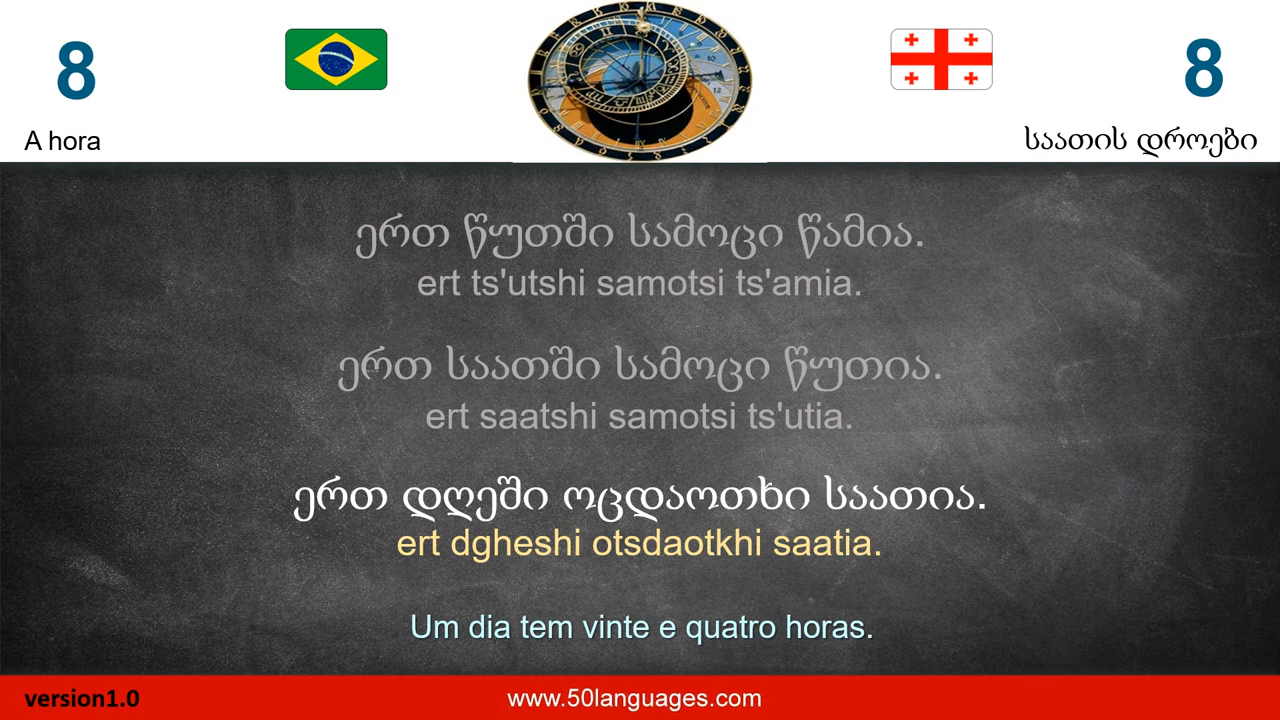 8
8
A hora
საათის დროები
ერთ წუთში სამოცი წამია.
ert ts'utshi samotsi ts'amia.
ერთ საათში სამოცი წუთია.
ert saatshi samotsi ts'utia.
ერთ დღეში ოცდაოთხი საათია.
ert dgheshi otsdaotkhi saatia.
Um dia tem vinte e quatro horas.
version1.0
www.50languages.com